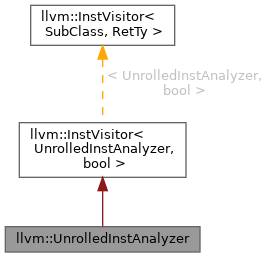 llvm::InstVisitor<
SubClass, RetTy >
< UnrolledInstAnalyzer,
bool >
llvm::InstVisitor<
UnrolledInstAnalyzer,
bool >
llvm::UnrolledInstAnalyzer